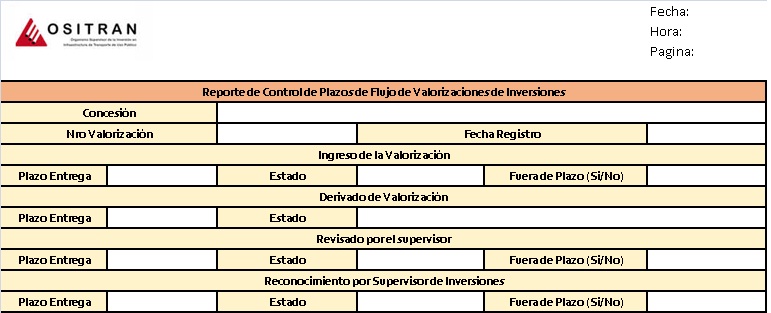 OSITRAN
Organismo Supervisor de la Inversión en
Infraestructura de Transporte de Uso Público
Fecha:
Hora:
Pagina:
Reporte de Control de Plazos de Flujo de Valorizaciones de Inversiones
Concesión
Nro Valorización Fecha Registro
Ingreso de la Valorización
Plazo Entrega Estado Fuera de Plazo (Si/No)
Derivado de Valorización
Plazo Entrega Estado
Revisado por el supervisor
Plazo Entrega Estado Fuera de Plazo (Si/No)
Reconocimiento por Supervisor de Inversiones
Plazo Entrega Estado Fuera de Plazo (Si/No)